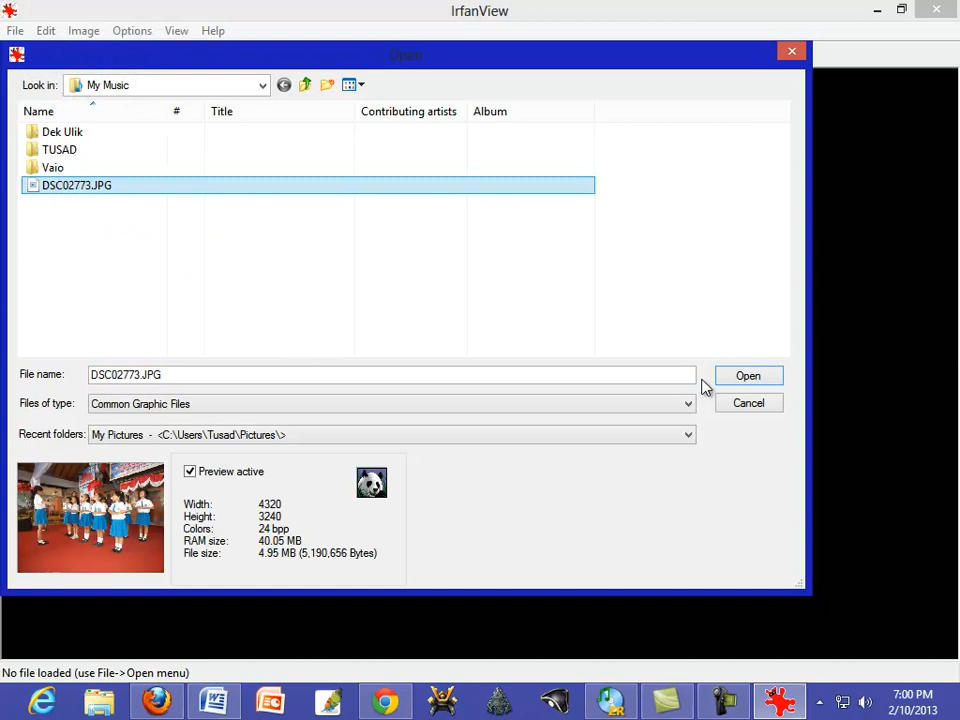 IrfanView
File Edit Image Options View Help
Open
Look in: My Music
Name # Title Contributing artists Album
Dek Ulik
TUSAD
Vaio
DSC02773.JPG
File name: DSC02773.JPG Open
Files of type: Common Graphic Files Cancel
Recent folders: My Pictures - <C:\Users\Tusad\Pictures\>
Preview active
Width: 4320
Height: 3240
Colors: 24 bpp
RAM size: 40.05 MB
File size: 4.95 MB (5,190,656 Bytes)
No file loaded (use File->Open menu)
7:00 PM
2/10/2013